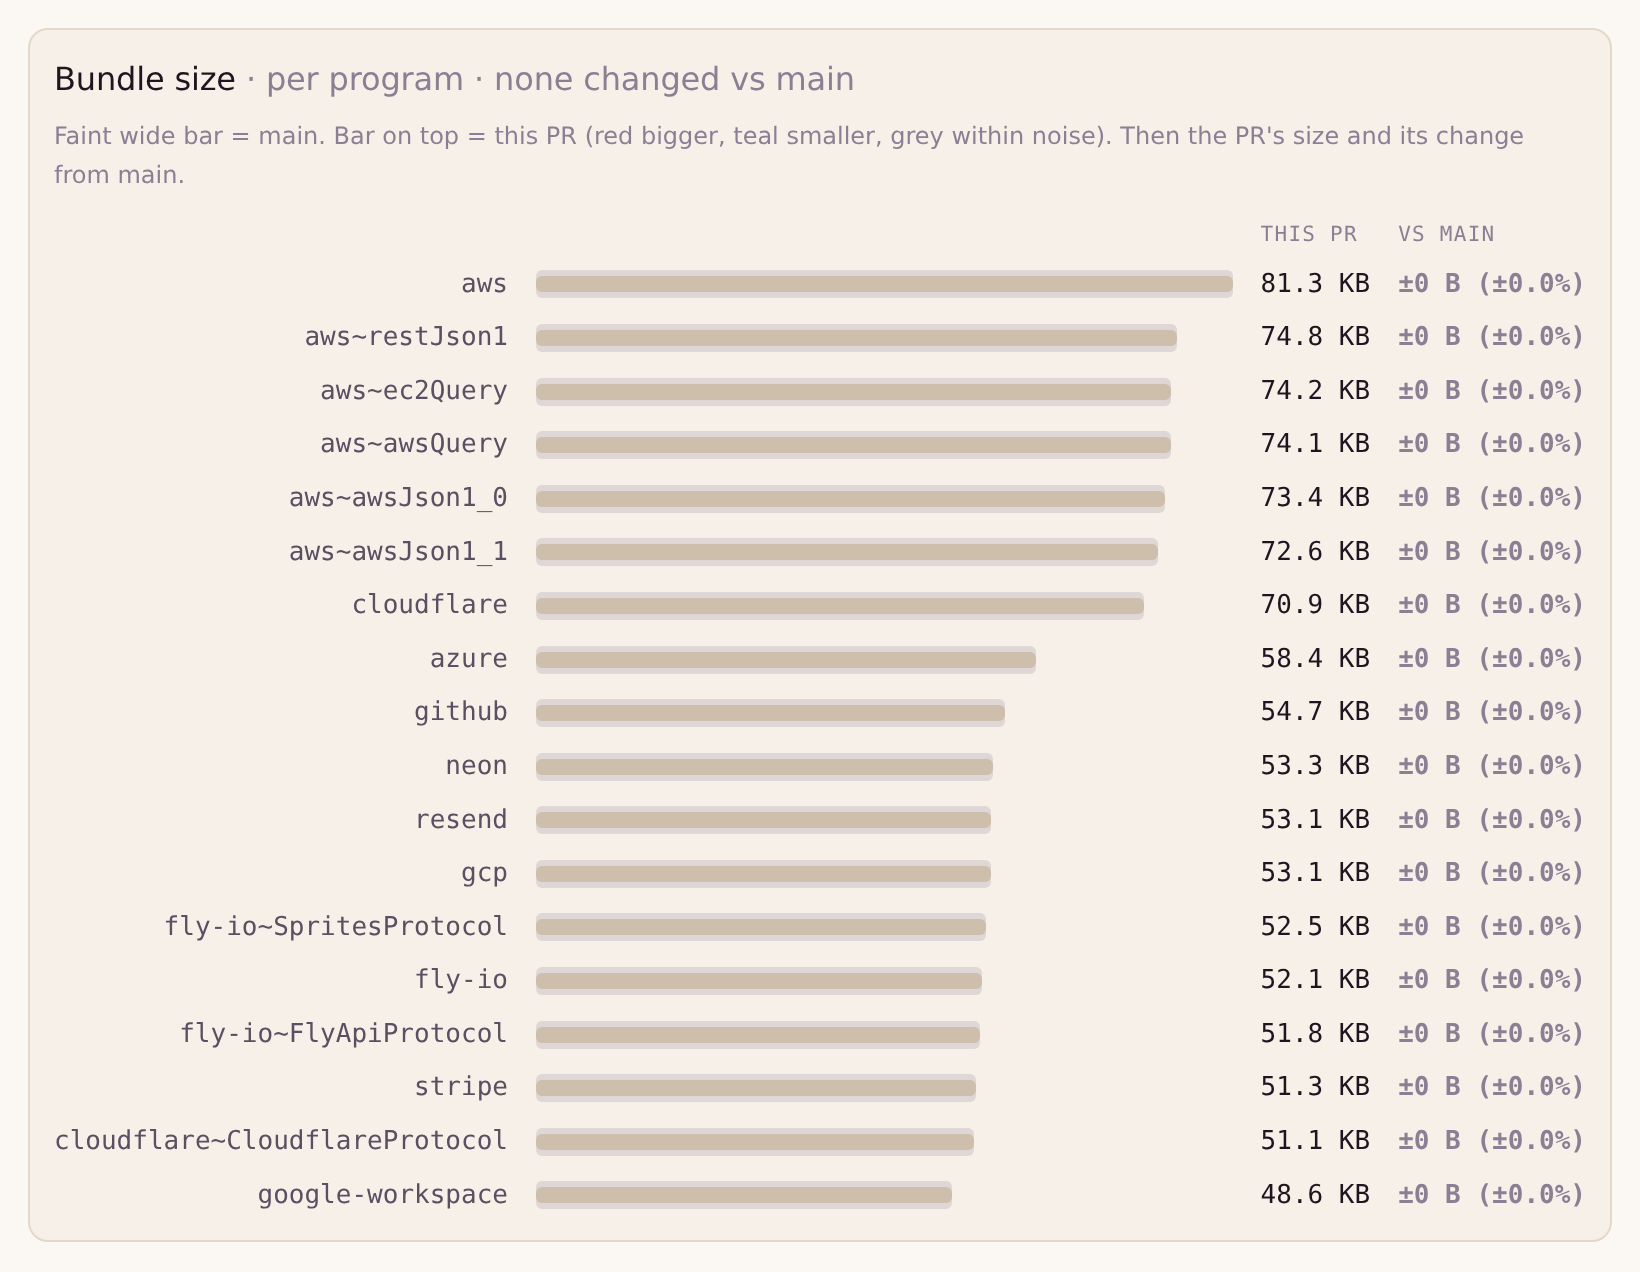 Bundle size · per program · none changed vs main
Faint wide bar = main. Bar on top = this PR (red bigger, teal smaller, grey within noise). Then the PR's size and its change
from main.
THIS PR VS MAIN
aws 81.3 KB ±0 B (±0.0%)
aws~restJson1 74.8 KB ±0 B (±0.0%)
aws~ec2Query 74.2 KB ±0 B (±0.0%)
aws~awsQuery 74.1 KB ±0 B (±0.0%)
aws~awsJson1_0 73.4 KB ±0 B (±0.0%)
aws~awsJson1_1 72.6 KB ±0 B (±0.0%)
cloudflare 70.9 KB ±0 B (±0.0%)
azure 58.4 KB ±0 B (±0.0%)
github 54.7 KB ±0 B (±0.0%)
neon 53.3 KB ±0 B (±0.0%)
resend 53.1 KB ±0 B (±0.0%)
gcp 53.1 KB ±0 B (±0.0%)
fly-io~SpritesProtocol 52.5 KB ±0 B (±0.0%)
fly-io 52.1 KB ±0 B (±0.0%)
fly-io~FlyApiProtocol 51.8 KB ±0 B (±0.0%)
stripe 51.3 KB ±0 B (±0.0%)
cloudflare~CloudflareProtocol 51.1 KB ±0 B (±0.0%)
google-workspace 48.6 KB ±0 B (±0.0%)